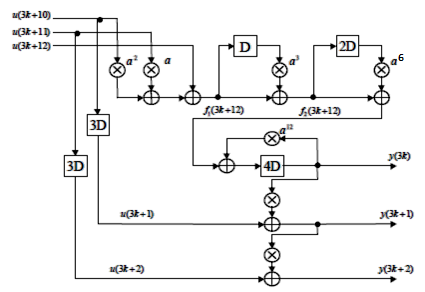 u(3k+10)
u(3k+11)
u(3k+12)
a² a D a³ 2D a⁶
f₁(3k+12) f₂(3k+12)
3D
a¹²
3D 4D y(3k)
u(3k+1) y(3k+1)
u(3k+2) y(3k+2)